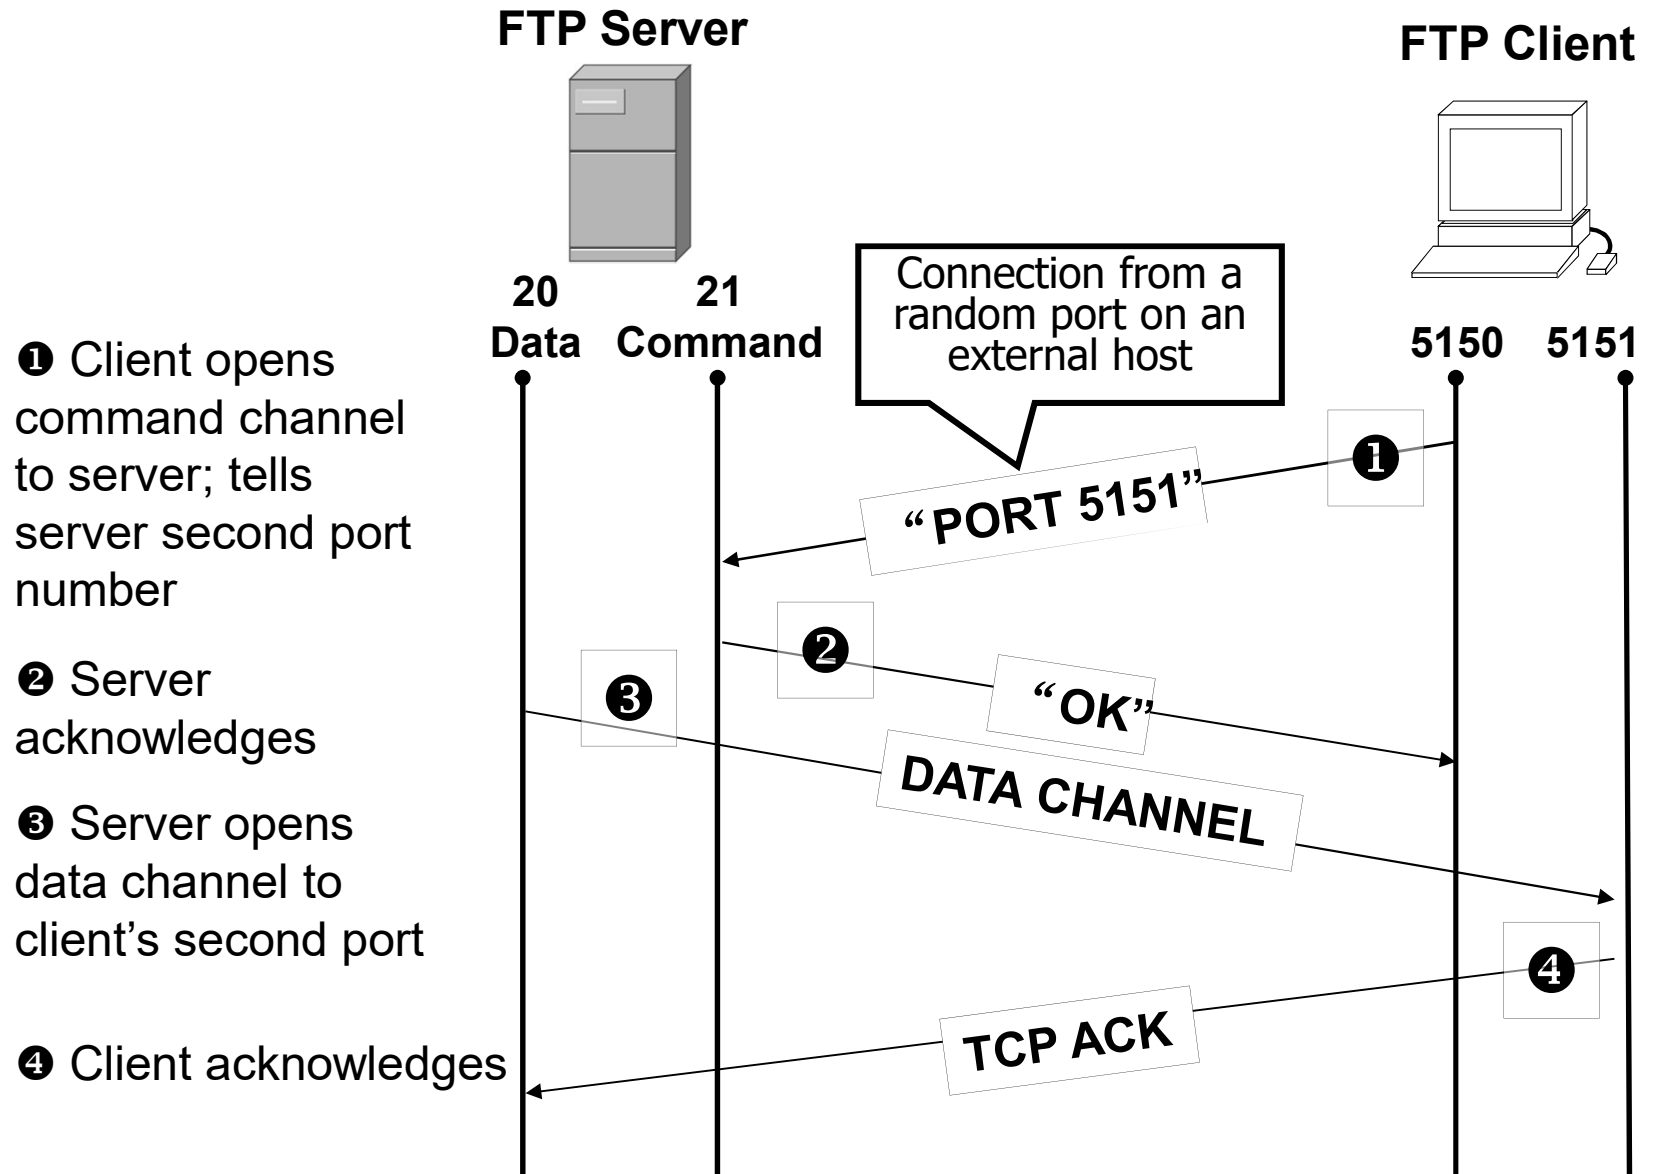 FTP Server
FTP Client
Connection from a
random port on an
external host
20
Data
21
Command
5150
5151
❶ Client opens
command channel
to server; tells
server second port
number
❶
“PORT 5151”
❷ Server
acknowledges
❷
“OK”
❸
DATA CHANNEL
❸ Server opens
data channel to
client’s second port
❹
TCP ACK
❹ Client acknowledges